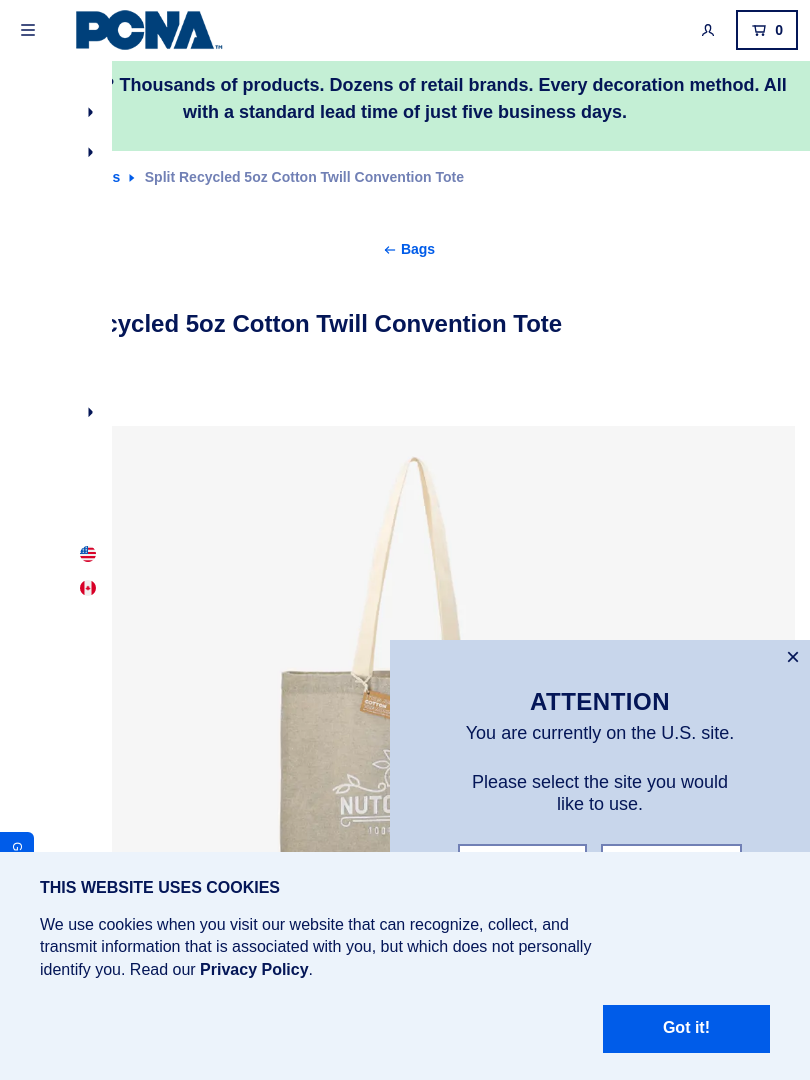 PCNA™
0
? Thousands of products. Dozens of retail brands. Every decoration method. All
with a standard lead time of just five business days.
s Split Recycled 5oz Cotton Twill Convention Tote
Bags
cycled 5oz Cotton Twill Convention Tote
COTTON
ATTENTION
You are currently on the U.S. site.
Please select the site you would
like to use.
G
THIS WEBSITE USES COOKIES
We use cookies when you visit our website that can recognize, collect, and
transmit information that is associated with you, but which does not personally
identify you. Read our Privacy Policy.
Got it!